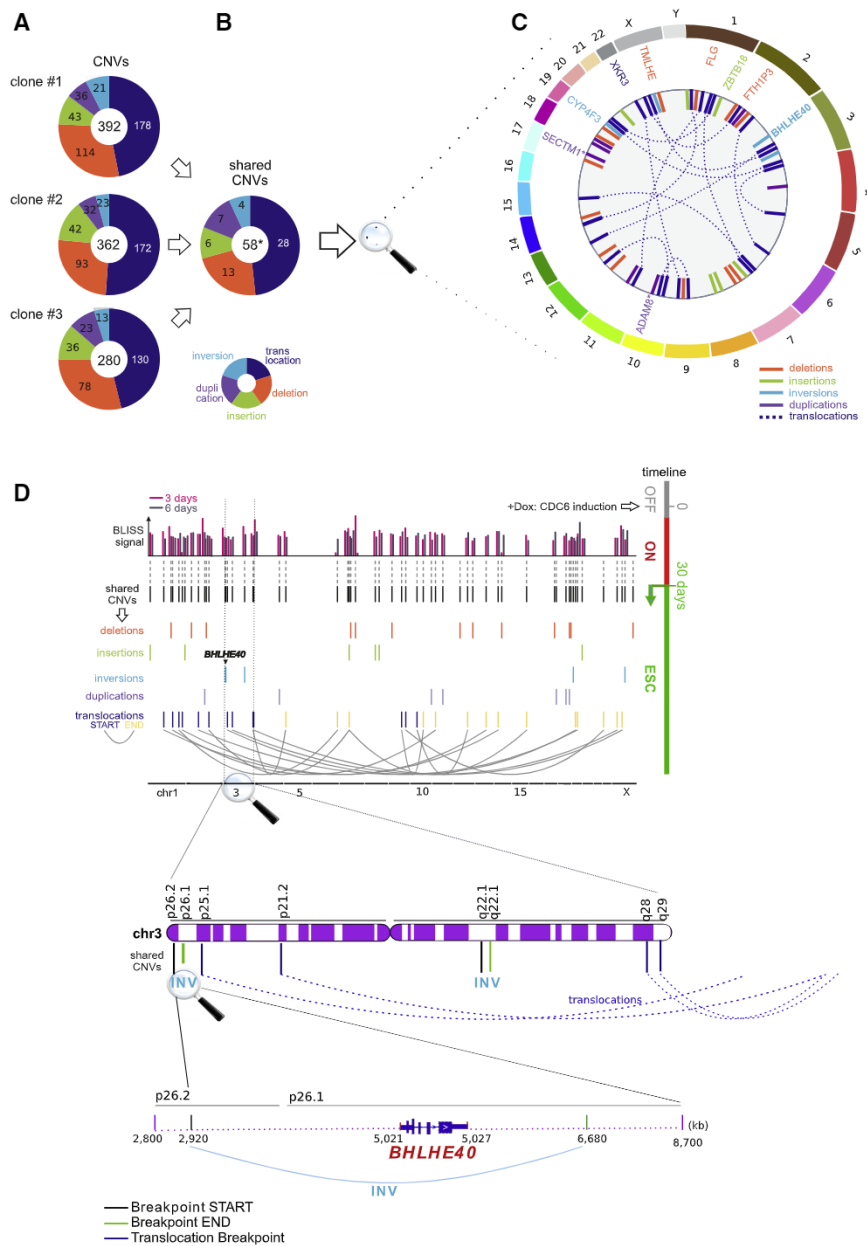 A
CNVs
clone #1
36
21
43
178
392
114
clone #2
32
23
42
172
362
93
clone #3
23
13
36
130
280
78
B
shared
CNVs
4
7
6
58*
28
13
inversion
trans
location
dupli
cation
deletion
insertion
C
X
Y
1
2
3
5
6
7
8
9
10
11
12
13
14
15
16
17
18
19
20
21
22
TMLHE
FLG
ZBTB18
FTH1P3
BHLHE40
XKR3
CYP4F3
SECTM1*
ADAM8*
deletions
insertions
inversions
duplications
translocations
D
3 days
6 days
BLISS
signal
+Dox: CDC6 induction
timeline
OFF
0
ON
30 days
ESC
shared
CNVs
deletions
insertions
BHLHE40
inversions
duplications
translocations
START END
chr1
3
5
10
15
X
p26.2
p26.1
p25.1
p21.2
q22.1
q22.1
q28
q29
chr3
shared
CNVs
INV
INV
translocations
p26.2
p26.1
2,800
2,920
5,021
5,027
6,680
8,700
(kb)
BHLHE40
INV
Breakpoint START
Breakpoint END
Translocation Breakpoint